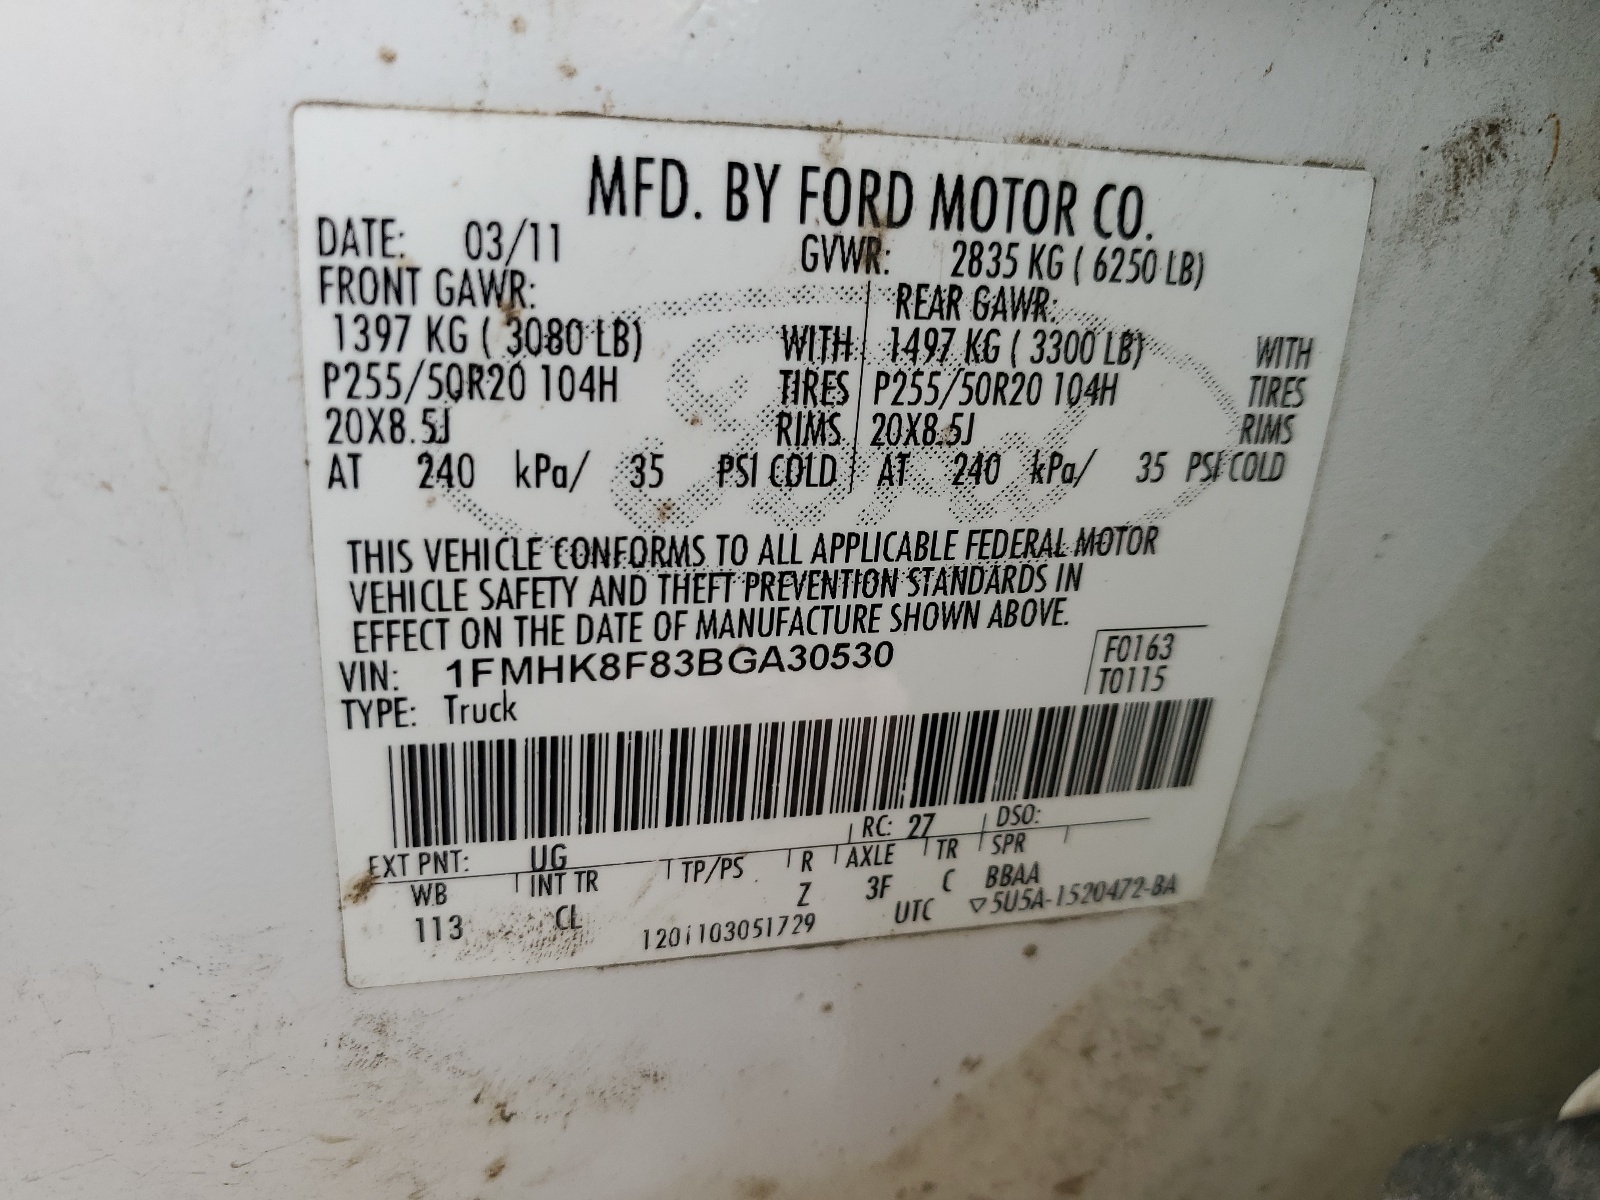 MFD. BY FORD MOTOR CO.
DATE: 03/11 GVWR: 2835 KG ( 6250 LB)
FRONT GAWR: REAR GAWR:
1397 KG ( 3080 LB) WITH 1497 KG ( 3300 LB) WITH
P255/50R20 104H TIRES P255/50R20 104H TIRES
20X8.5J RIMS 20X8.5J RIMS
AT 240 kPa/ 35 PSI COLD AT 240 kPa/ 35 PSI COLD
Ford
THIS VEHICLE CONFORMS TO ALL APPLICABLE FEDERAL MOTOR
VEHICLE SAFETY AND THEFT PREVENTION STANDARDS IN
EFFECT ON THE DATE OF MANUFACTURE SHOWN ABOVE.
VIN: 1FMHK8F83BGA30530 F0163
TYPE: Truck T0115
RC: 27 DSO:
EXT PNT: UG
WB INT TR TP/PS R AXLE TR SPR
113 CL Z 3F C BBAA
UTC ▽5U5A-1520472-BA